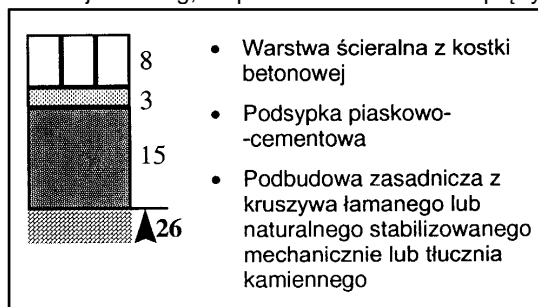 8
3
15
26
• Warstwa ścieralna z kostki
betonowej
• Podsypka piaskowo-
-cementowa
• Podbudowa zasadnicza z
kruszywa łamanego lub
naturalnego stabilizowanego
mechanicznie lub tłucznia
kamiennego